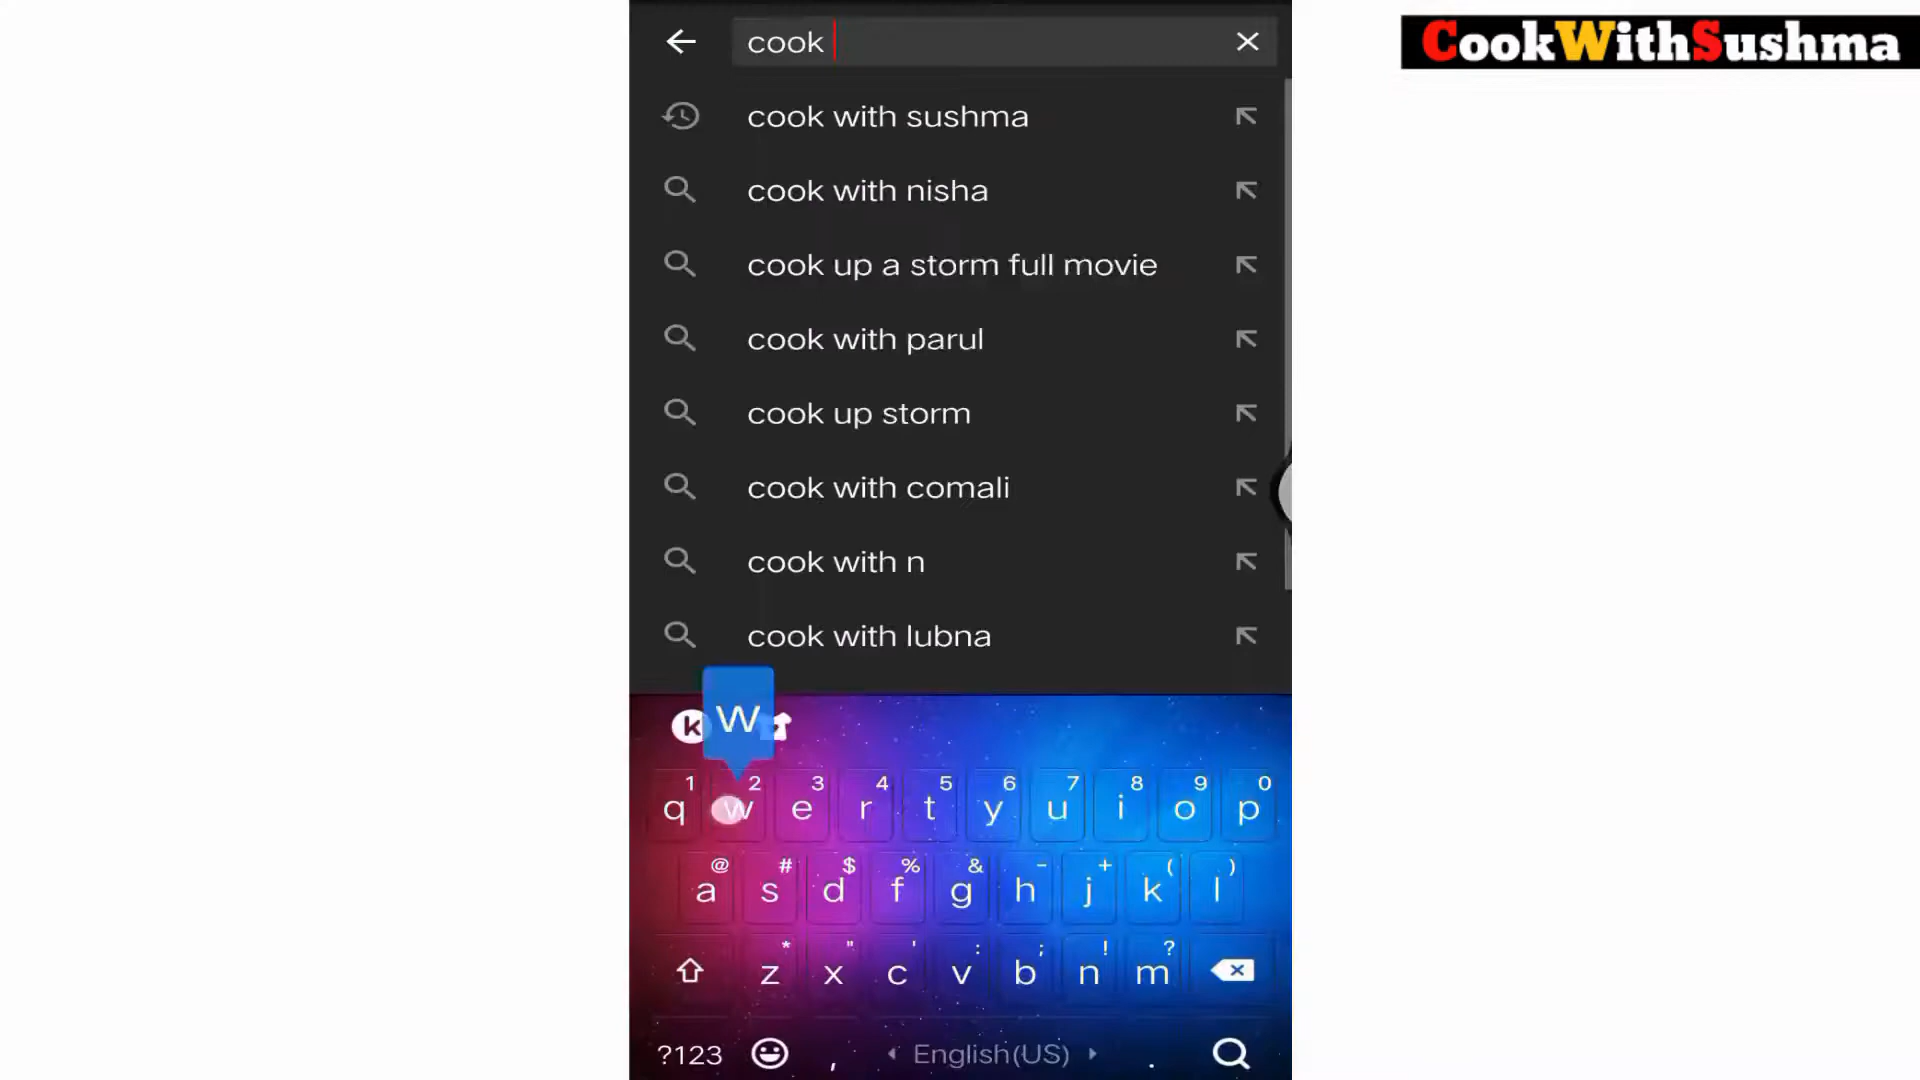 cook
CookWithSushma
cook with sushma
cook with nisha
cook up a storm full movie
cook with parul
cook up storm
cook with comali
cook with n
cook with lubna
k w
1 2 3 4 5 6 7 8 9 0
q w e r t y u i o p
@ # $ % & - + ( )
a s d f g h j k l
* " ' : ; ! ?
z x c v b n m
?123 , English(US) .